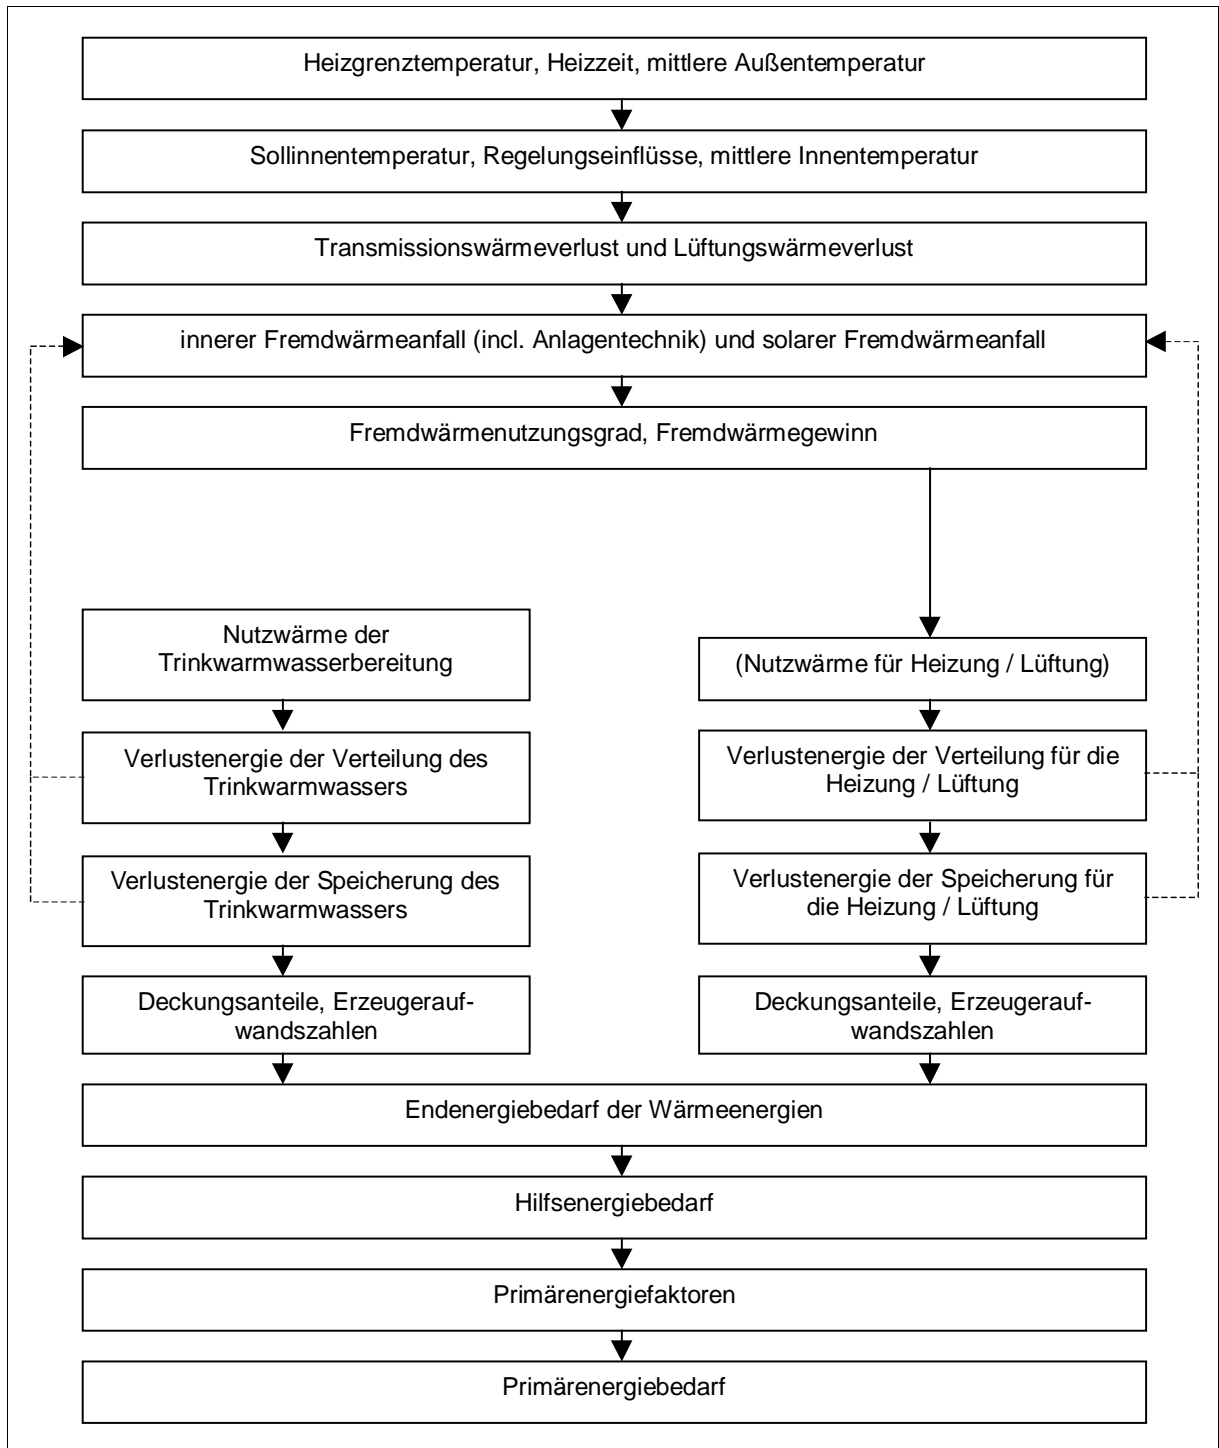 Heizgrenztemperatur, Heizzeit, mittlere Außentemperatur
Sollinnentemperatur, Regelungseinflüsse, mittlere Innentemperatur
Transmissionswärmeverlust und Lüftungswärmeverlust
innerer Fremdwärmeanfall (incl. Anlagentechnik) und solarer Fremdwärmeanfall
Fremdwärmenutzungsgrad, Fremdwärmegewinn
Nutzwärme der
Trinkwarmwasserbereitung
Verlustenergie der Verteilung des
Trinkwarmwassers
Verlustenergie der Speicherung des
Trinkwarmwassers
Deckungsanteile, Erzeugerauf-
wandszahlen
(Nutzwärme für Heizung / Lüftung)
Verlustenergie der Verteilung für die
Heizung / Lüftung
Verlustenergie der Speicherung für
die Heizung / Lüftung
Deckungsanteile, Erzeugerauf-
wandszahlen
Endenergiebedarf der Wärmeenergien
Hilfsenergiebedarf
Primärenergiefaktoren
Primärenergiebedarf